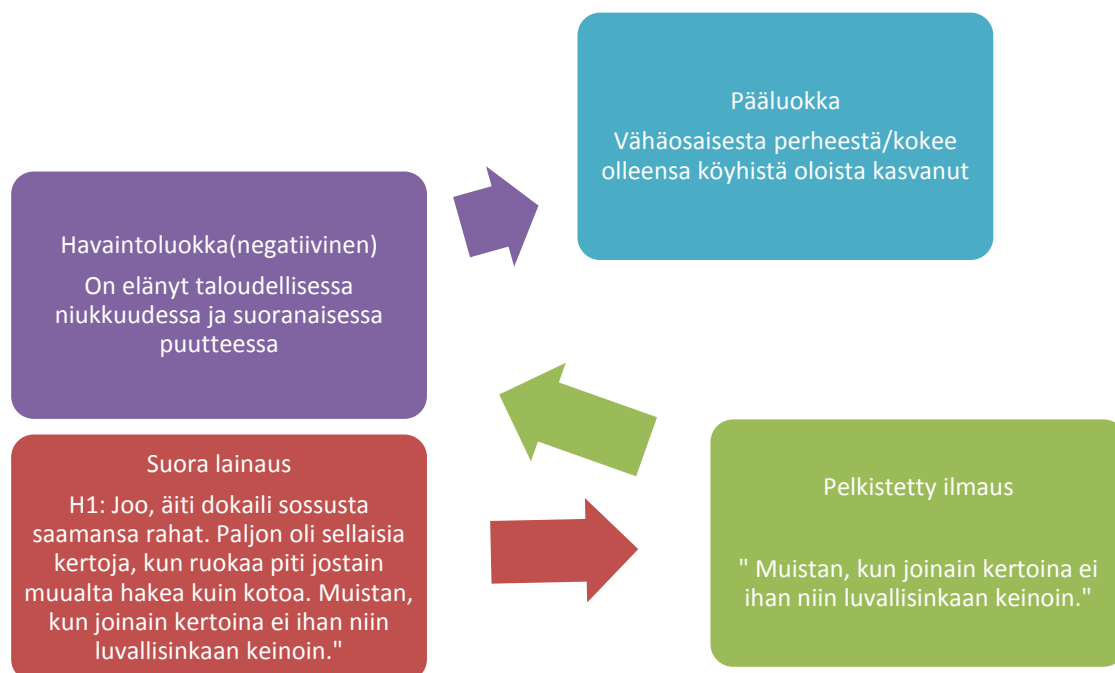 Pääluokka
Vähäosaisesta perheestä/kokee
olleensa köyhistä oloista kasvanut
Havaintoluokka(negatiivinen)
On elänyt taloudellisessa
niukkuudessa ja suoranaisessa
puutteessa
Suora lainaus
H1: Joo, äiti dokaili sossusta
saamansa rahat. Paljon oli sellaisia
kertoja, kun ruokaa piti jostain
muualta hakea kuin kotoa. Muistan,
kun joinain kertoina ei ihan niin
luvallisinkaan keinoin."
Pelkistetty ilmaus
" Muistan, kun joinain kertoina ei
ihan niin luvallisinkaan keinoin."